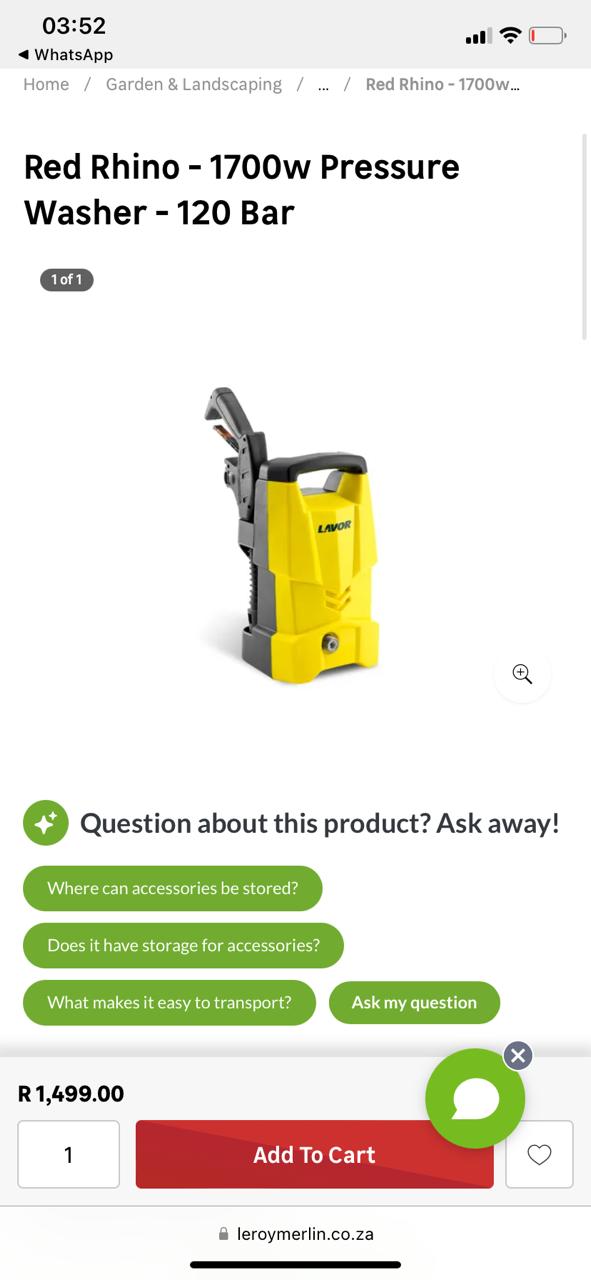 03:52
◀ WhatsApp
Home / Garden & Landscaping / ... / Red Rhino - 1700w...
Red Rhino - 1700w Pressure
Washer - 120 Bar
1 of 1
LAVOR
Question about this product? Ask away!
Where can accessories be stored?
Does it have storage for accessories?
What makes it easy to transport?
Ask my question
R 1,499.00
1
Add To Cart
leroymerlin.co.za